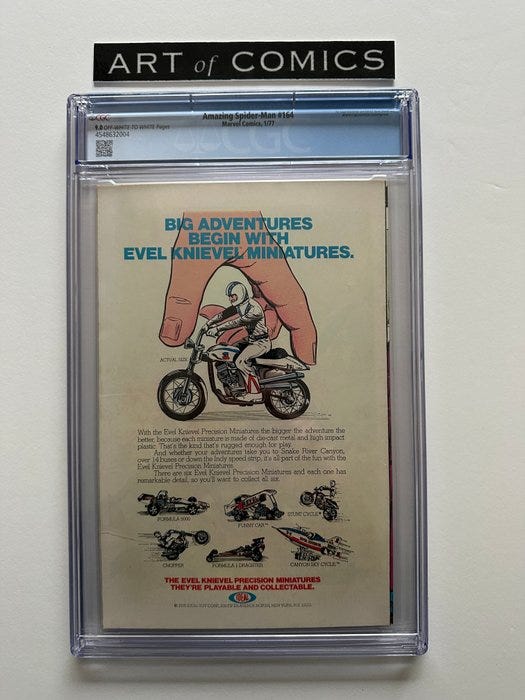 ART of COMICS
CGC
Amazing Spider-Man #164
Marvel Comics, 1/77
9.0 OFF-WHITE TO WHITE Pages
4548632004
BIG ADVENTURES
BEGIN WITH
EVEL KNIEVEL MINIATURES.
ACTUAL SIZE
With the Evel Knievel Precision Miniatures the bigger the adventure the
better, because each miniature is made of die-cast metal and high impact
plastic. That's the kind that's rugged enough for play.
And whether your adventures take you to Snake River Canyon,
over 14 buses or down the Indy speed strip, it's all part of the fun with the
Evel Knievel Precision Miniatures.
There are six Evel Knievel Precision Miniatures and each one has
remarkable detail, so you'll want to collect all six.
FORMULA 5000
FUNNY CAR™
STUNT CYCLE®
CHOPPER
FORMULA 1 DRAGSTER
CANYON SKY CYCLE™
THE EVEL KNIEVEL PRECISION MINIATURES
THEY'RE PLAYABLE AND COLLECTABLE.
IDEAL